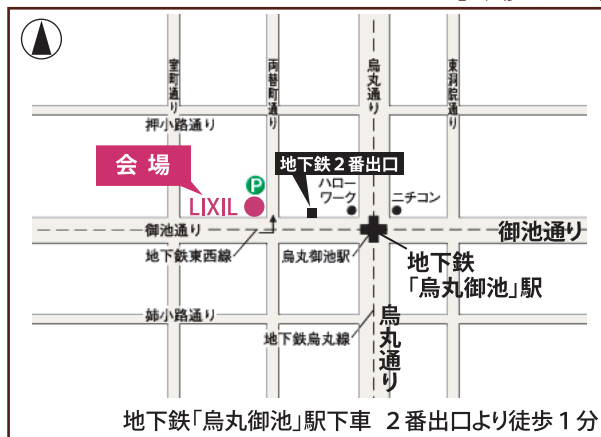 室町通り
両替町通り
烏丸通り
東洞院通り
押小路通り
会場
地下鉄2番出口
P
LIXIL
ハロー
ワーク
ニチコン
御池通り
御池通り
地下鉄東西線
烏丸御池駅
地下鉄
「烏丸御池」駅
姉小路通り
地下鉄烏丸線
烏丸通り
地下鉄「烏丸御池」駅下車 2番出口より徒歩1分